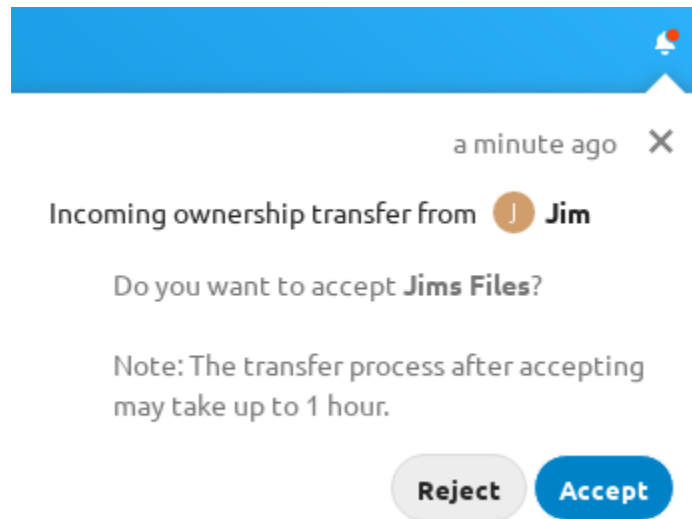 a minute ago
Incoming ownership transfer from J Jim
Do you want to accept Jims Files?
Note: The transfer process after accepting
may take up to 1 hour.
Reject Accept